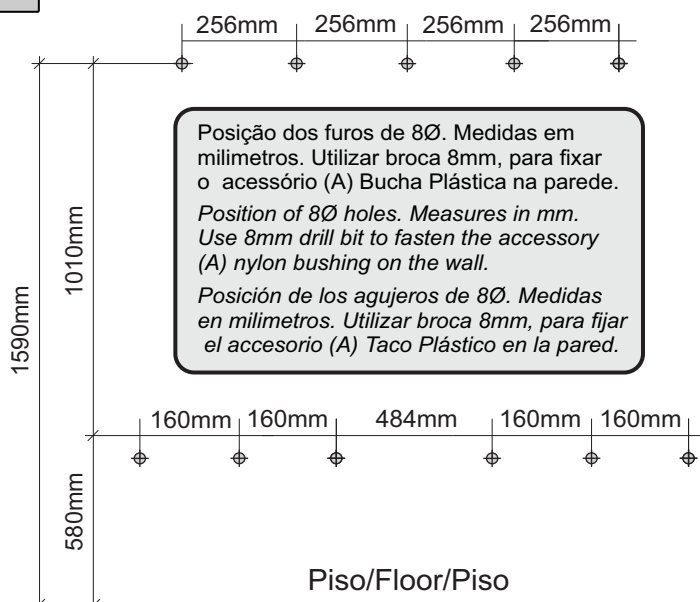 256mm 256mm 256mm 256mm
Posição dos furos de 8Ø. Medidas em
milimetros. Utilizar broca 8mm, para fixar
o acessório (A) Bucha Plástica na parede.
Position of 8Ø holes. Measures in mm.
Use 8mm drill bit to fasten the accessory
(A) nylon bushing on the wall.
Posición de los agujeros de 8Ø. Medidas
en milimetros. Utilizar broca 8mm, para fijar
el accesorio (A) Taco Plástico en la pared.
1010mm
1590mm
160mm 160mm 484mm 160mm 160mm
580mm
Piso/Floor/Piso